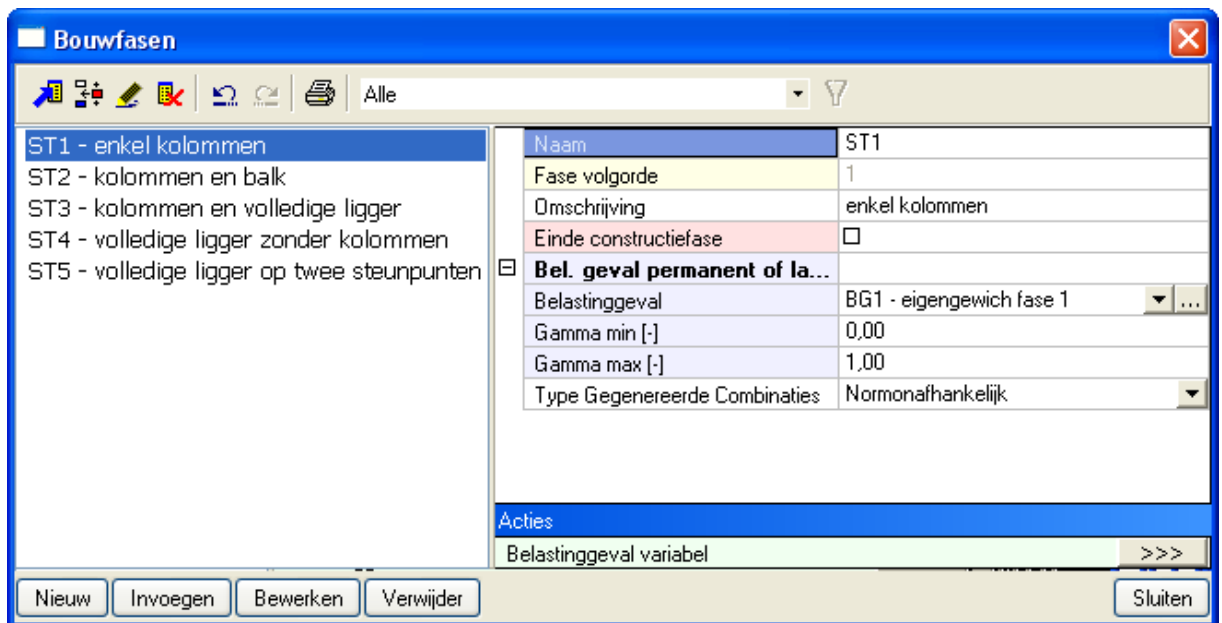 Bouwfasen
Alle
ST1 - enkel kolommen
ST2 - kolommen en balk
ST3 - kolommen en volledige ligger
ST4 - volledige ligger zonder kolommen
ST5 - volledige ligger op twee steunpunten
Naam ST1
Fase volgorde 1
Omschrijving enkel kolommen
Einde constructiefase
Bel. geval permanent of la...
Belastinggeval BG1 - eigengewich fase 1 ...
Gamma min [-] 0,00
Gamma max [-] 1,00
Type Gegenereerde Combinaties Normonafhankelijk
Acties
Belastinggeval variabel >>>
Nieuw Invoegen Bewerken Verwijder Sluiten